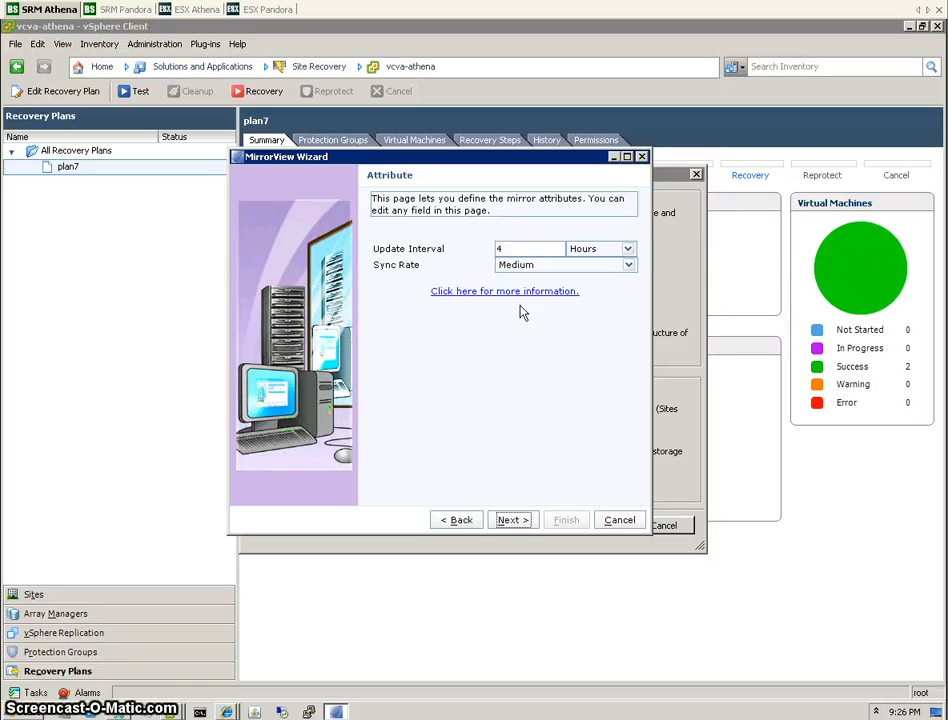 SRM Athena
SRM Pandora
ESX Athena
ESX Pandora
vcva-athena - vSphere Client
File Edit View Inventory Administration Plug-ins Help
Home Solutions and Applications Site Recovery vcva-athena Search Inventory
Edit Recovery Plan Test Cleanup Recovery Reprotect Cancel
Recovery Plans
plan7
Name Status
Summary Protection Groups Virtual Machines Recovery Steps History Permissions
All Recovery Plans
plan7
MirrorView Wizard
Attribute
This page lets you define the mirror attributes. You can
edit any field in this page.
Update Interval 4 Hours
Sync Rate Medium
Click here for more information.
< Back Next > Finish Cancel
Recovery Reprotect Cancel
e and
ucture of
(Sites
storage
Cancel
Virtual Machines
Not Started 0
In Progress 0
Success 2
Warning 0
Error 0
Sites
Array Managers
vSphere Replication
Protection Groups
Recovery Plans
Tasks Alarms root
Screencast-O-Matic.com
9:26 PM